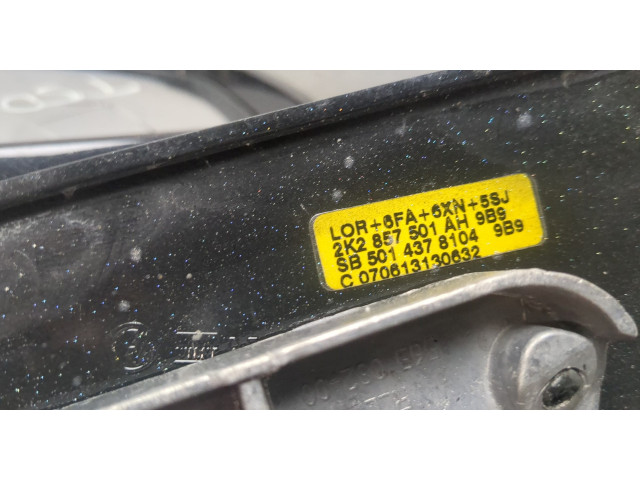 LOR+6FA+6XN+5SJ
2K2 857 501 AH 9B9
SB 501 437 8104 9B9
C 070613130632